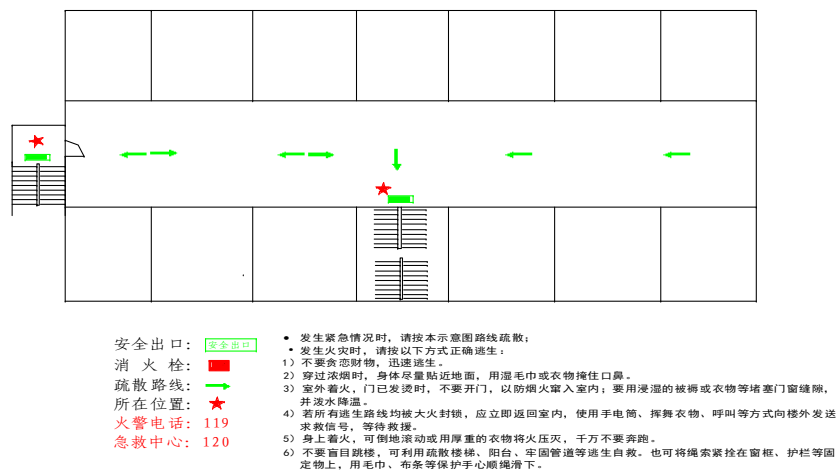 安全出口：安全出口
消 火 栓：
疏散路线：
所在位置：
火警电话：119
急救中心：120
• 发生紧急情况时，请按本示意图路线疏散；
• 发生火灾时，请按以下方式正确逃生：
1）不要贪恋财物，迅速逃生。
2）穿过浓烟时，身体尽量贴近地面，用湿毛巾或衣物掩住口鼻。
3）室外着火，门已发烫时，不要开门，以防烟火窜入室内；要用浸湿的被褥或衣物等堵塞门窗缝隙，
并泼水降温。
4）若所有逃生路线均被大火封锁，应立即返回室内，使用手电筒、挥舞衣物、呼叫等方式向楼外发送
求救信号，等待救援。
5）身上着火，可倒地滚动或用厚重的衣物将火压灭，千万不要奔跑。
6）不要盲目跳楼，可利用疏散楼梯、阳台、牢固管道等逃生自救。也可将绳索紧拴在窗框、护栏等固
定物上，用毛巾、布条等保护手心顺绳滑下。